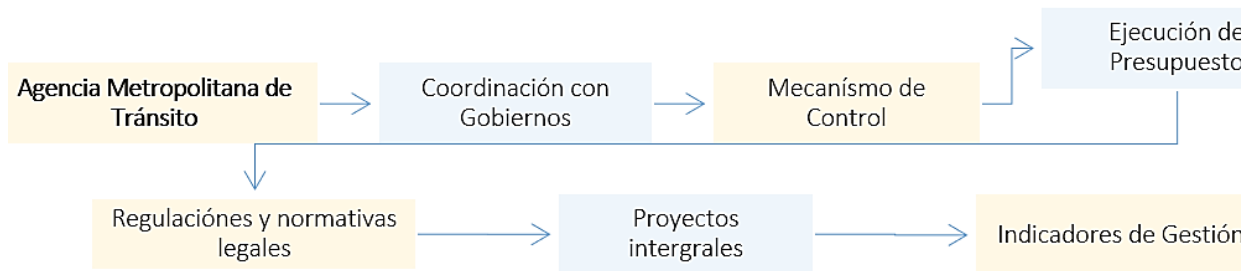 Agencia Metropolitana de
Tránsito
Coordinación con
Gobiernos
Mecanísmo de
Control
Ejecución de
Presupuesto
Regulaciónes y normativas
legales
Proyectos
intergrales
Indicadores de Gestión